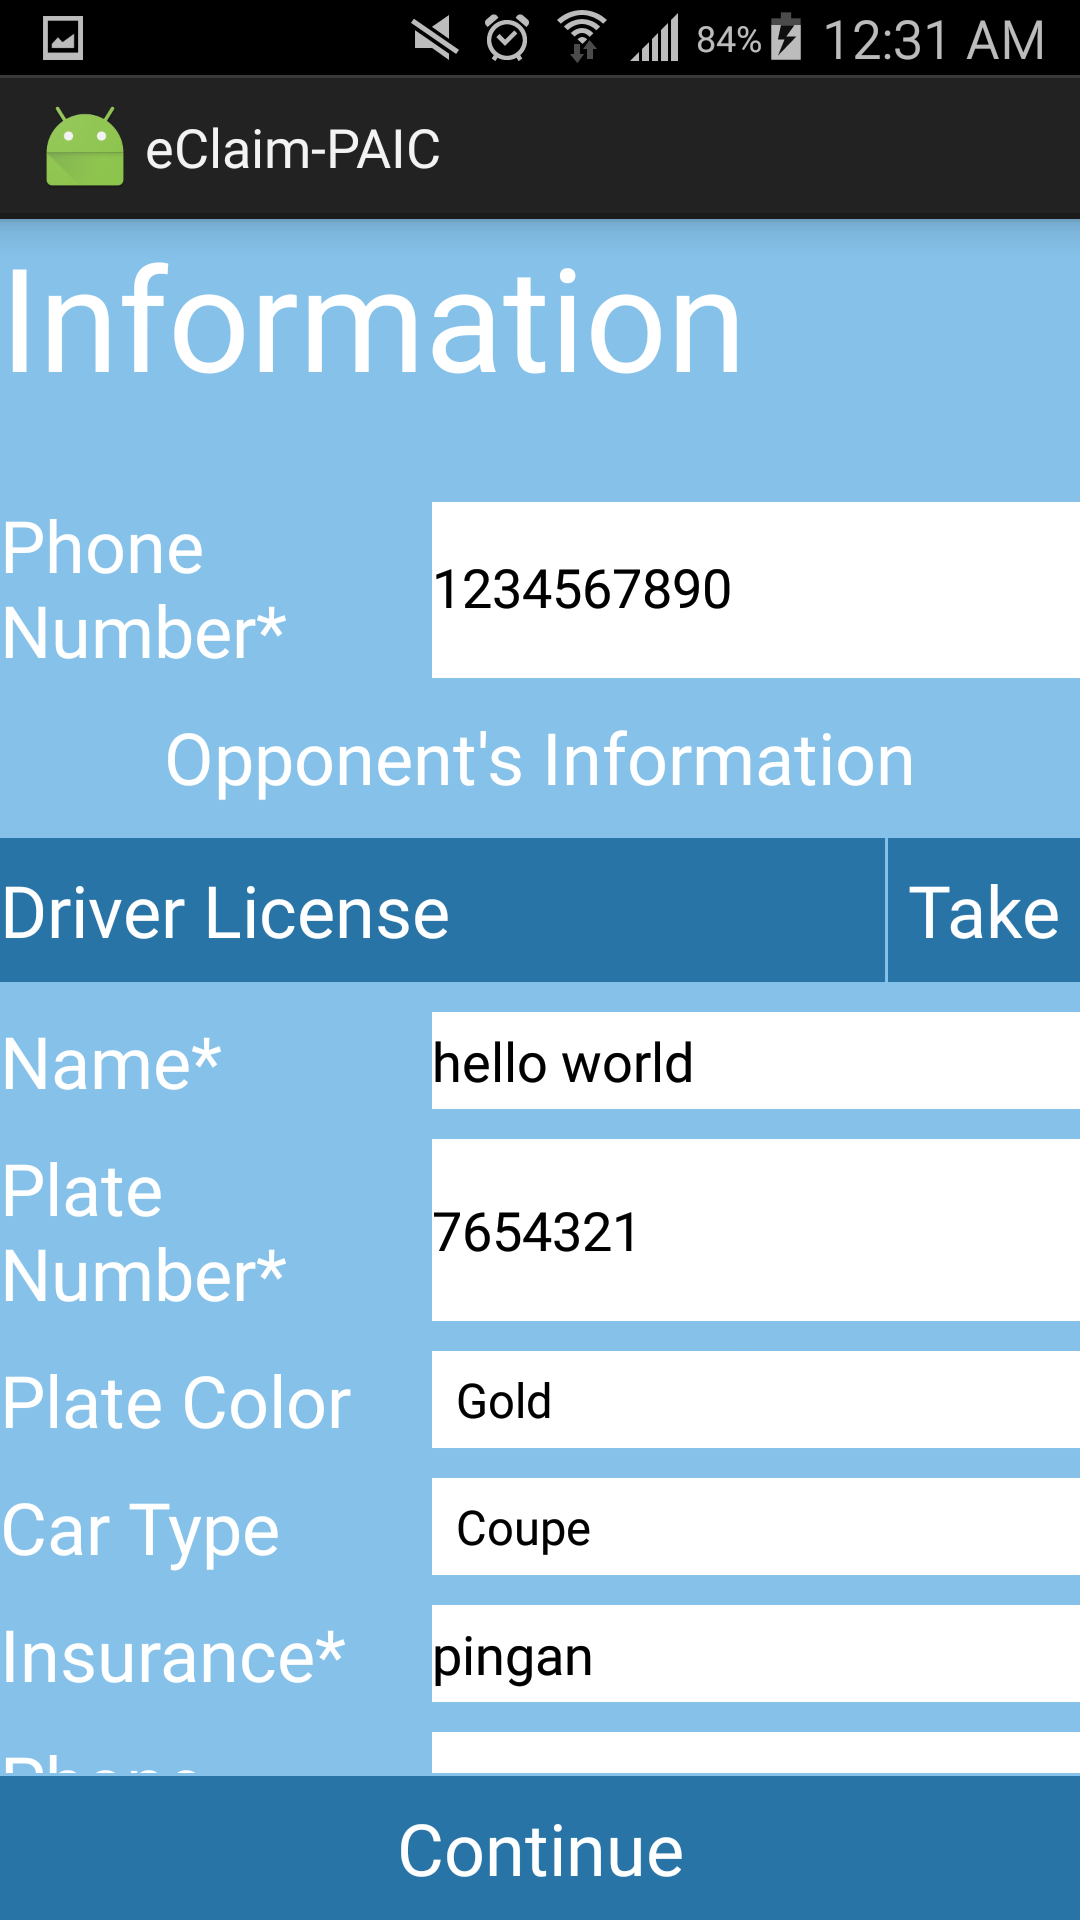 84% 12:31 AM
eClaim-PAIC
Information
Phone
Number*
1234567890
Opponent's Information
Driver License
Take
Name*
hello world
Plate
Number*
7654321
Plate Color
Gold
Car Type
Coupe
Insurance*
pingan
Phone
Continue